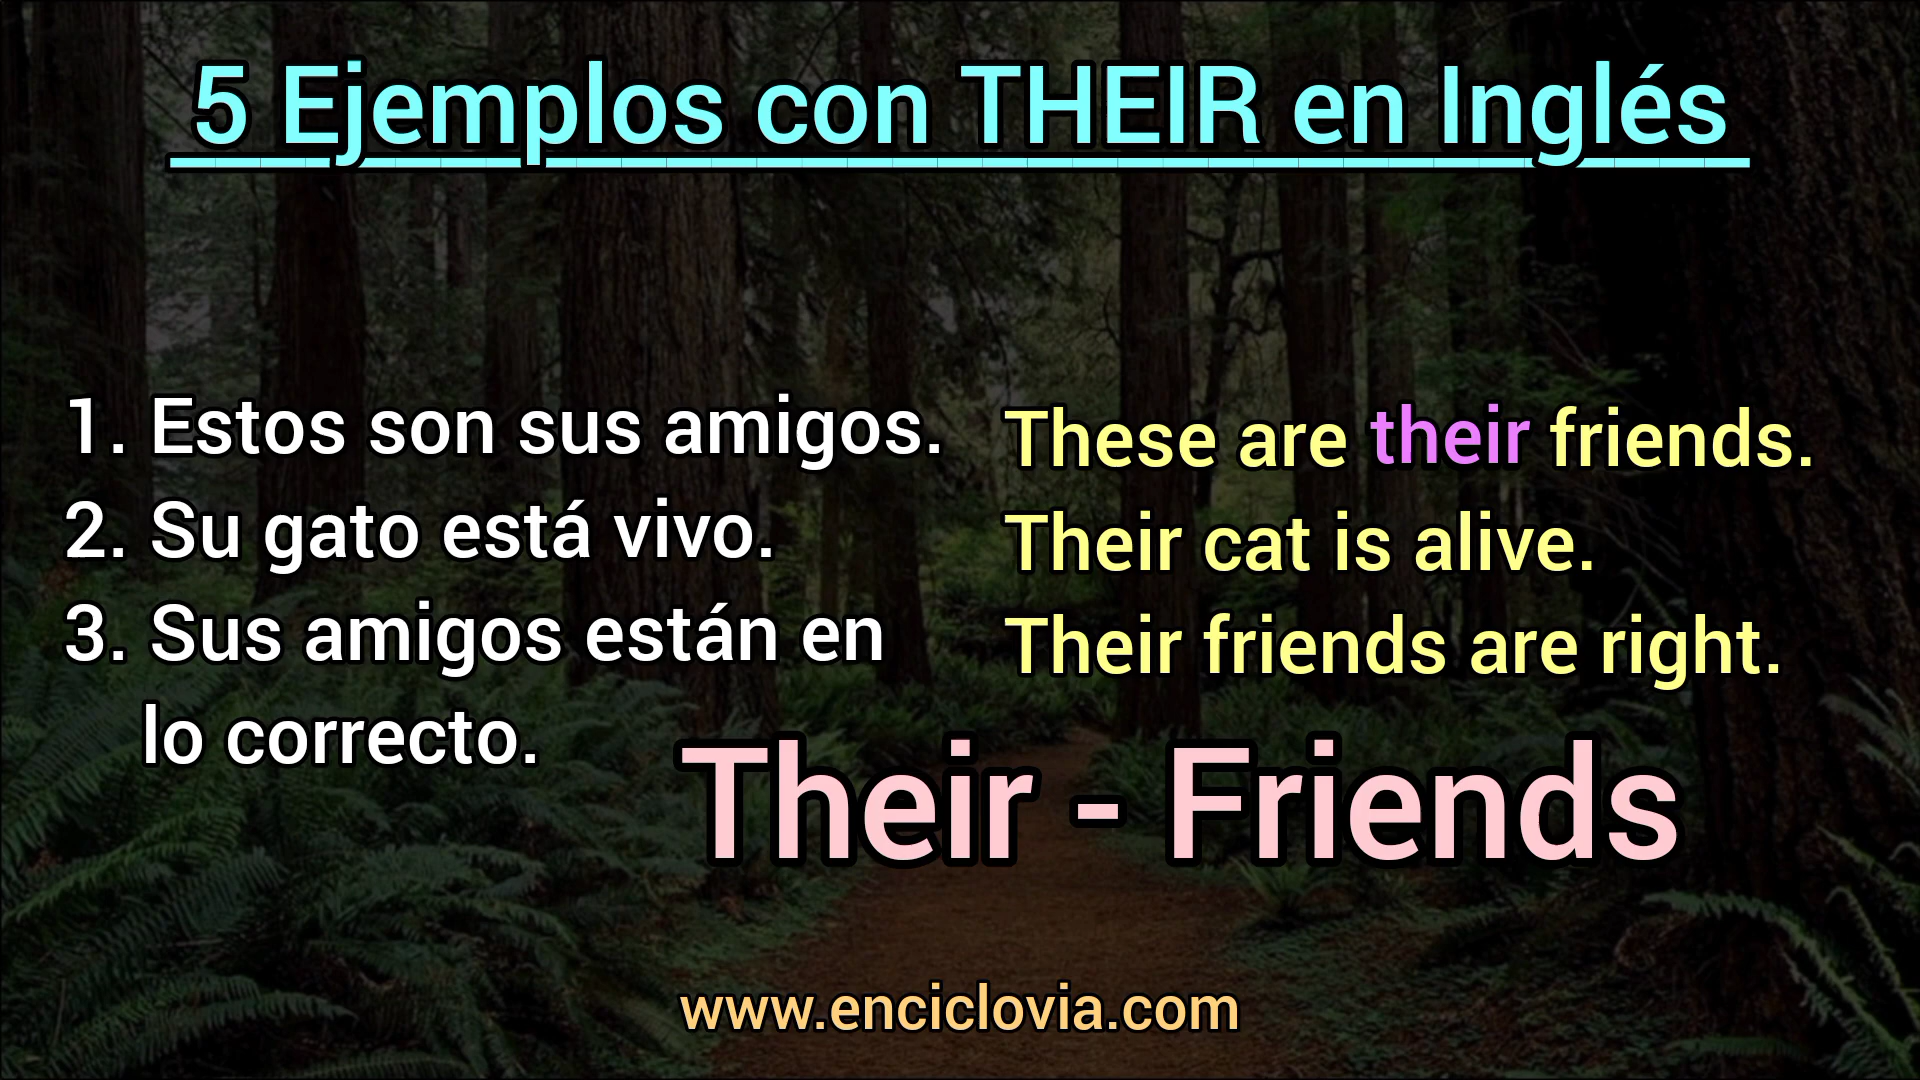 5 Ejemplos con THEIR en Inglés
1. Estos son sus amigos.
2. Su gato está vivo.
3. Sus amigos están en
lo correcto.
These are their friends.
Their cat is alive.
Their friends are right.
Their - Friends
www.enciclovia.com